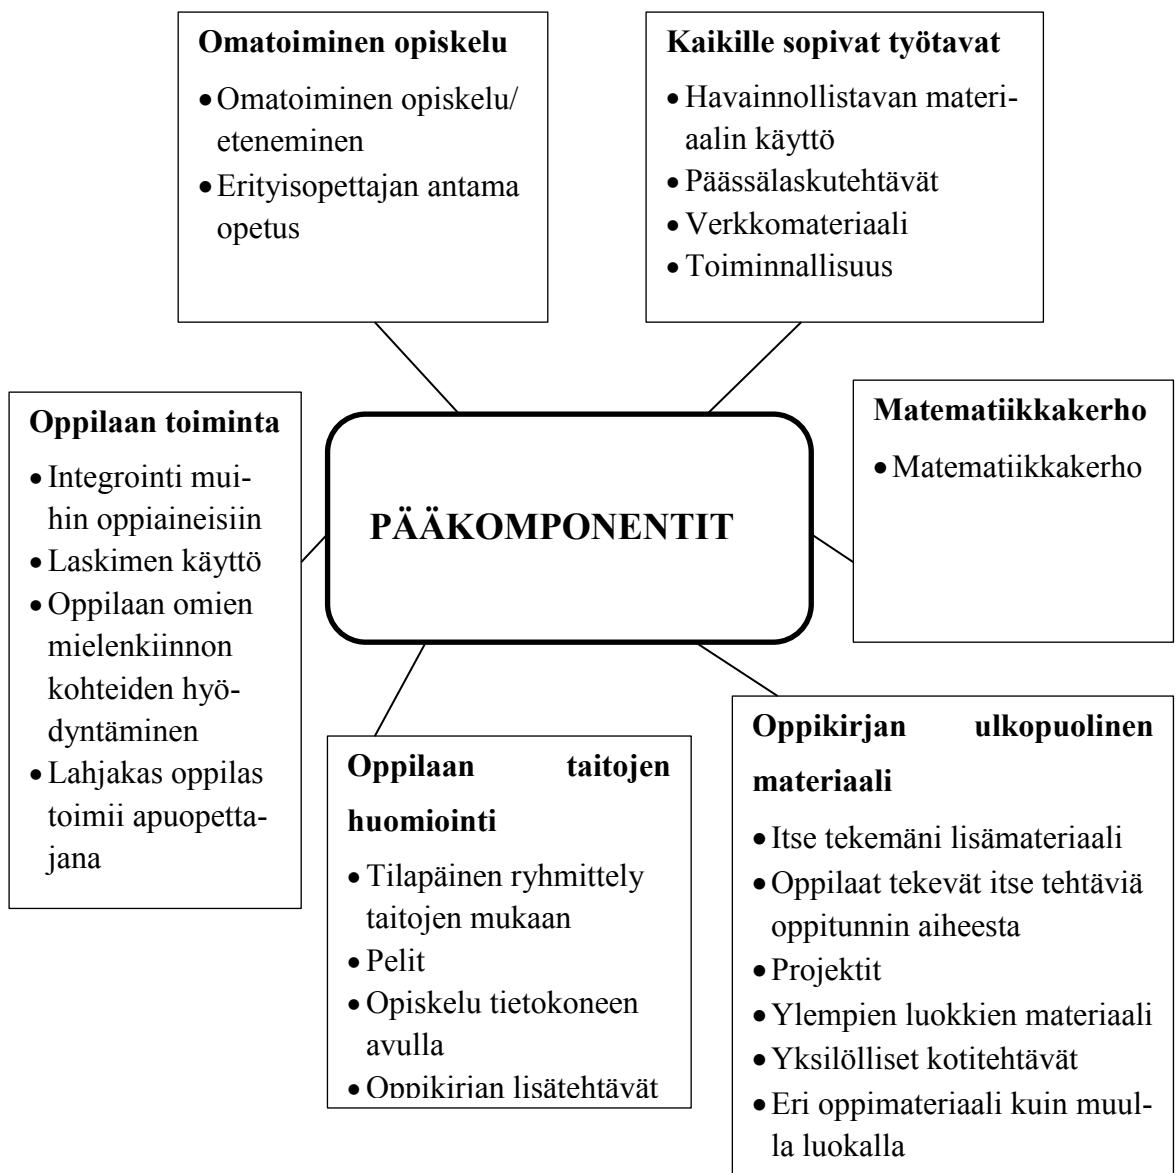 Omatoiminen opiskelu
• Omatoiminen opiskelu/
eteneminen
• Erityisopettajan antama
opetus
Kaikille sopivat työtavat
• Havainnollistavan materi-
aalin käyttö
• Päässälaskutehtävät
• Verkkomateriaali
• Toiminnallisuus
Oppilaan toiminta
• Integrointi mui-
hin oppiaineisiin
• Laskimen käyttö
• Oppilaan omien
mielenkiinnon
kohteiden hyö-
dyntäminen
• Lahjakas oppilas
toimii apuopetta-
jana
PÄÄKOMPONENTIT
Matematiikkakerho
• Matematiikkakerho
Oppilaan taitojen
huomiointi
• Tilapäinen ryhmittely
taitojen mukaan
• Pelit
• Opiskelu tietokoneen
avulla
• Oppikirjan lisätehtävät
Oppikirjan ulkopuolinen
materiaali
• Itse tekemäni lisämateriaali
• Oppilaat tekevät itse tehtäviä
oppitunnin aiheesta
• Projektit
• Ylempien luokkien materiaali
• Yksilölliset kotitehtävät
• Eri oppimateriaali kuin muul-
la luokalla